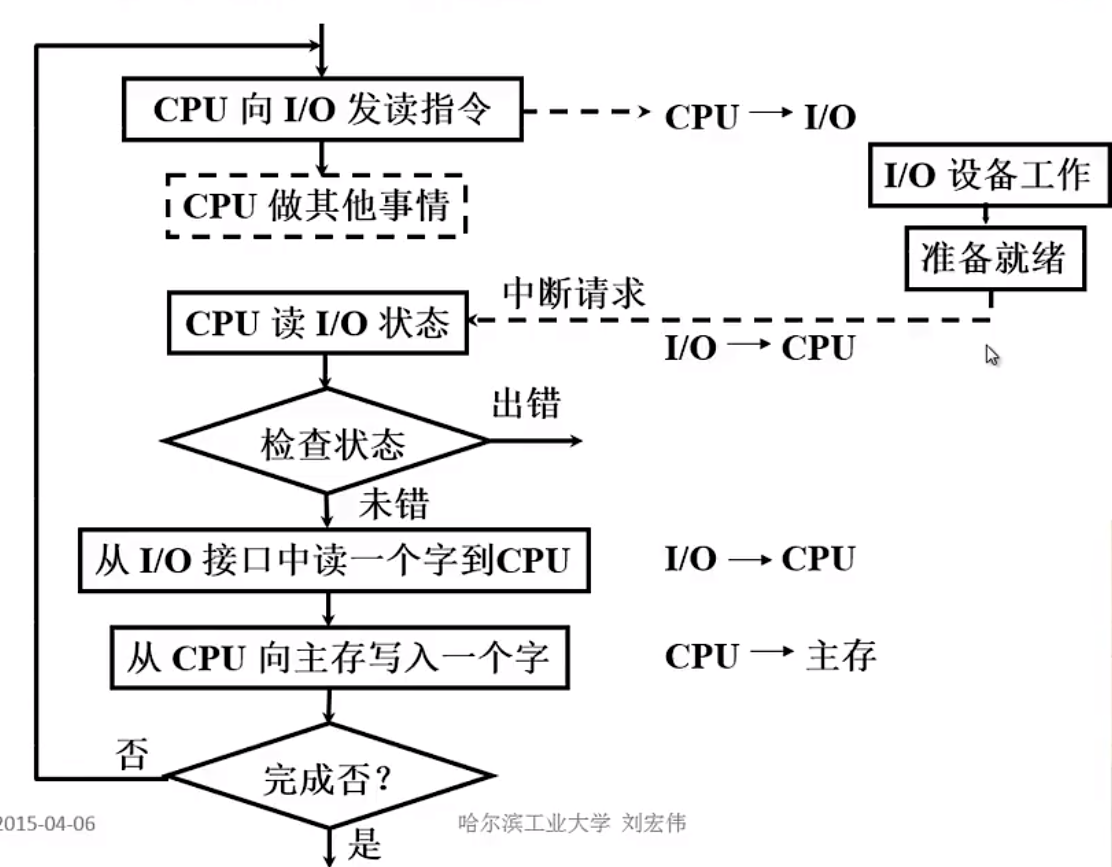 CPU 向 I/O 发读指令
CPU → I/O
I/O 设备工作
CPU 做其他事情
准备就绪
中断请求
CPU 读 I/O 状态
I/O → CPU
出错
检查状态
未错
从 I/O 接口中读一个字到CPU
I/O → CPU
从 CPU 向主存写入一个字
CPU → 主存
否
完成否？
2015-04-06
哈尔滨工业大学 刘宏伟
是